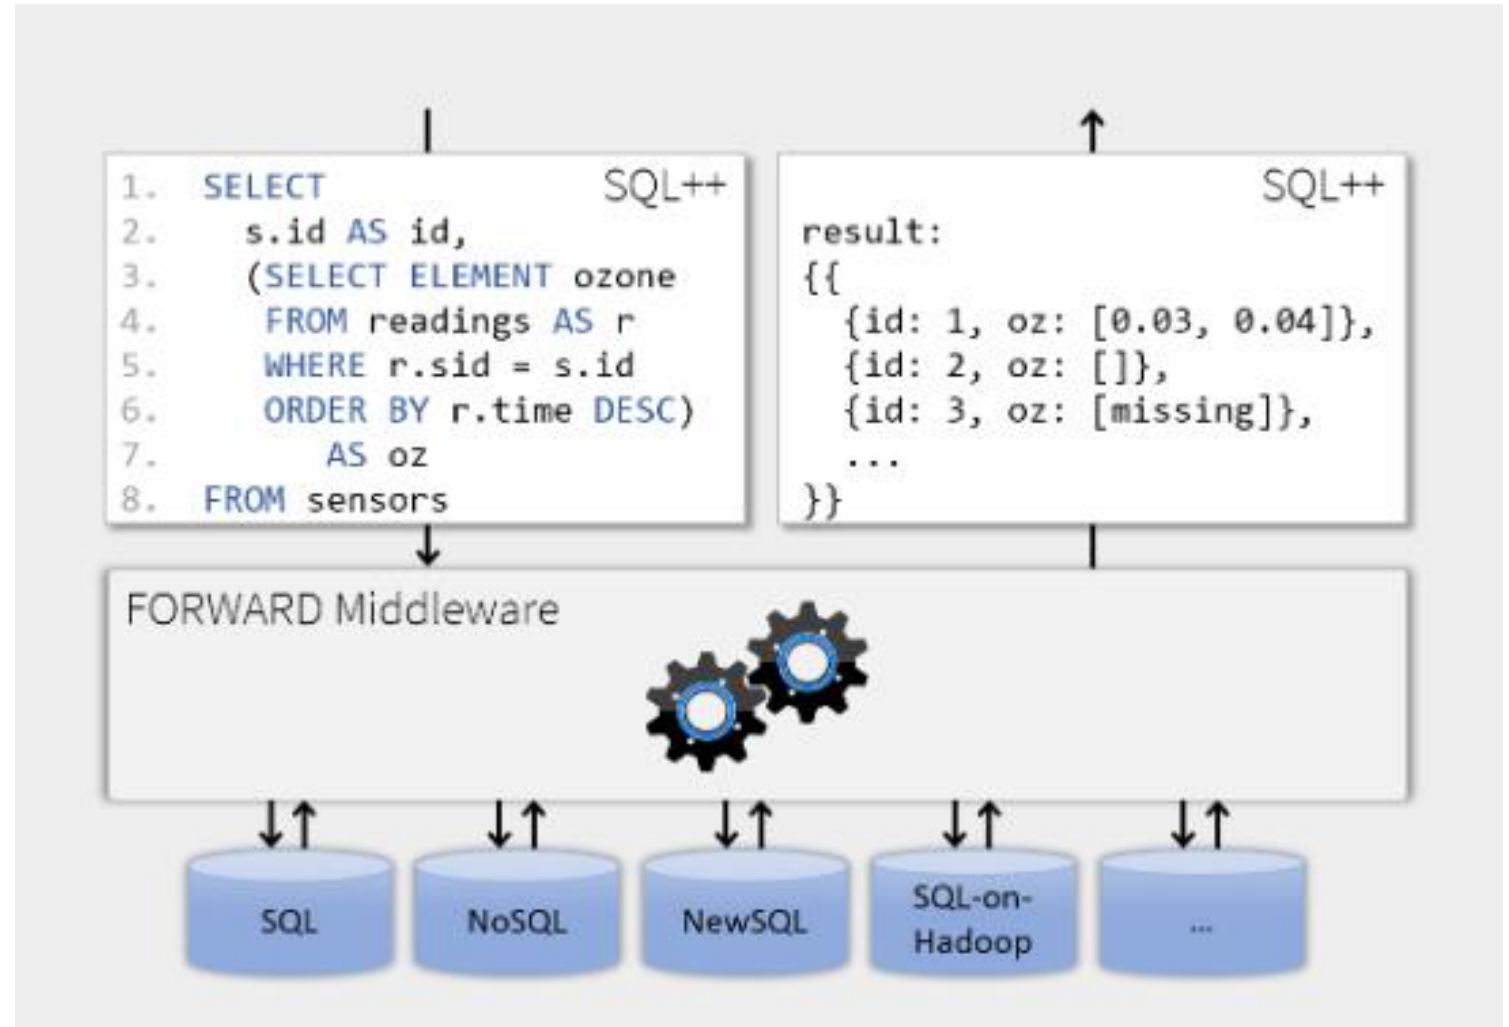 SQL++
1. SELECT
2. s.id AS id,
3. (SELECT ELEMENT ozone
4. FROM readings AS r
5. WHERE r.sid = s.id
6. ORDER BY r.time DESC)
7. AS oz
8. FROM sensors
SQL++
result:
{{
{id: 1, oz: [0.03, 0.04]},
{id: 2, oz: []},
{id: 3, oz: [missing]},
...
}}
FORWARD Middleware
SQL
NoSQL
NewSQL
SQL-on-
Hadoop
...